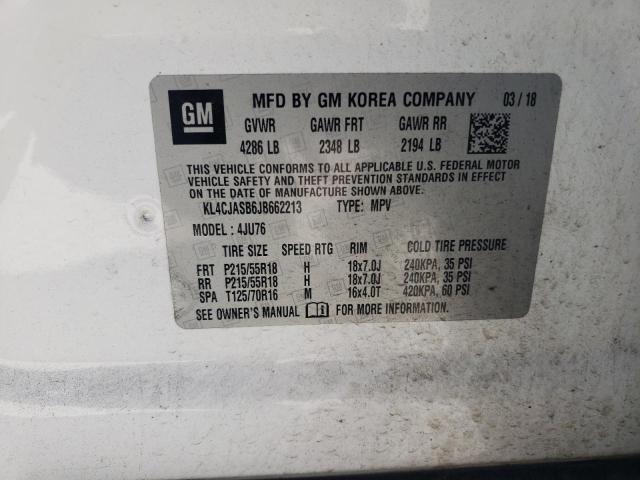 GM MFD BY GM KOREA COMPANY 03/18
GVWR GAWR FRT GAWR RR
4286 LB 2348 LB 2194 LB
THIS VEHICLE CONFORMS TO ALL APPLICABLE U.S. FEDERAL MOTOR
VEHICLE SAFETY AND THEFT PREVENTION STANDARDS IN EFFECT
ON THE DATE OF MANUFACTURE SHOWN ABOVE.
KL4CJASB6JB662213 TYPE: MPV
MODEL: 4JU76
TIRE SIZE SPEED RTG RIM COLD TIRE PRESSURE
FRT P215/55R18 H 18x7.0J 240KPA, 35 PSI
RR P215/55R18 H 18x7.0J 240KPA, 35 PSI
SPA T125/70R16 M 16x4.0T 420KPA, 60 PSI
SEE OWNER'S MANUAL FOR MORE INFORMATION.